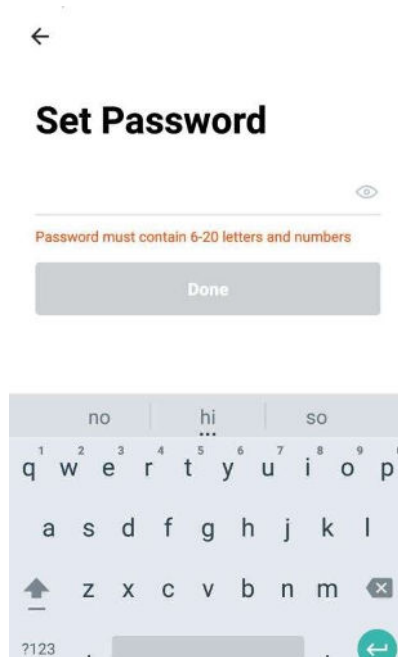 Set Password
Password must contain 6-20 letters and numbers
Done
no hi so
1 2 3 4 5 6 7 8 9
q w e r t y u i o p
a s d f g h j k l
z x c v b n m
?123 , .